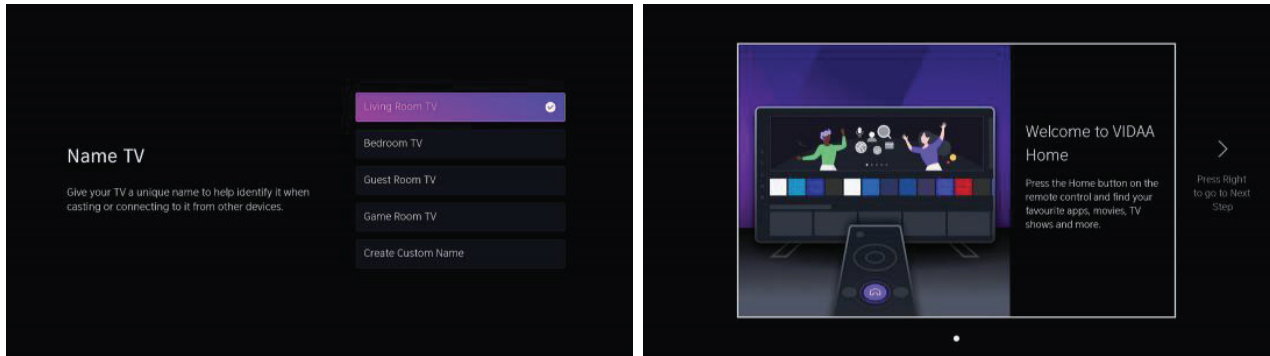 Living Room TV
Bedroom TV
Name TV
Guest Room TV
Give your TV a unique name to help identify it when
casting or connecting to it from other devices.
Game Room TV
Create Custom Name
Welcome to VIDAA
Home
Press the Home button on the
remote control and find your
favourite apps, movies, TV
shows and more.
Press Right
to go to Next
Step